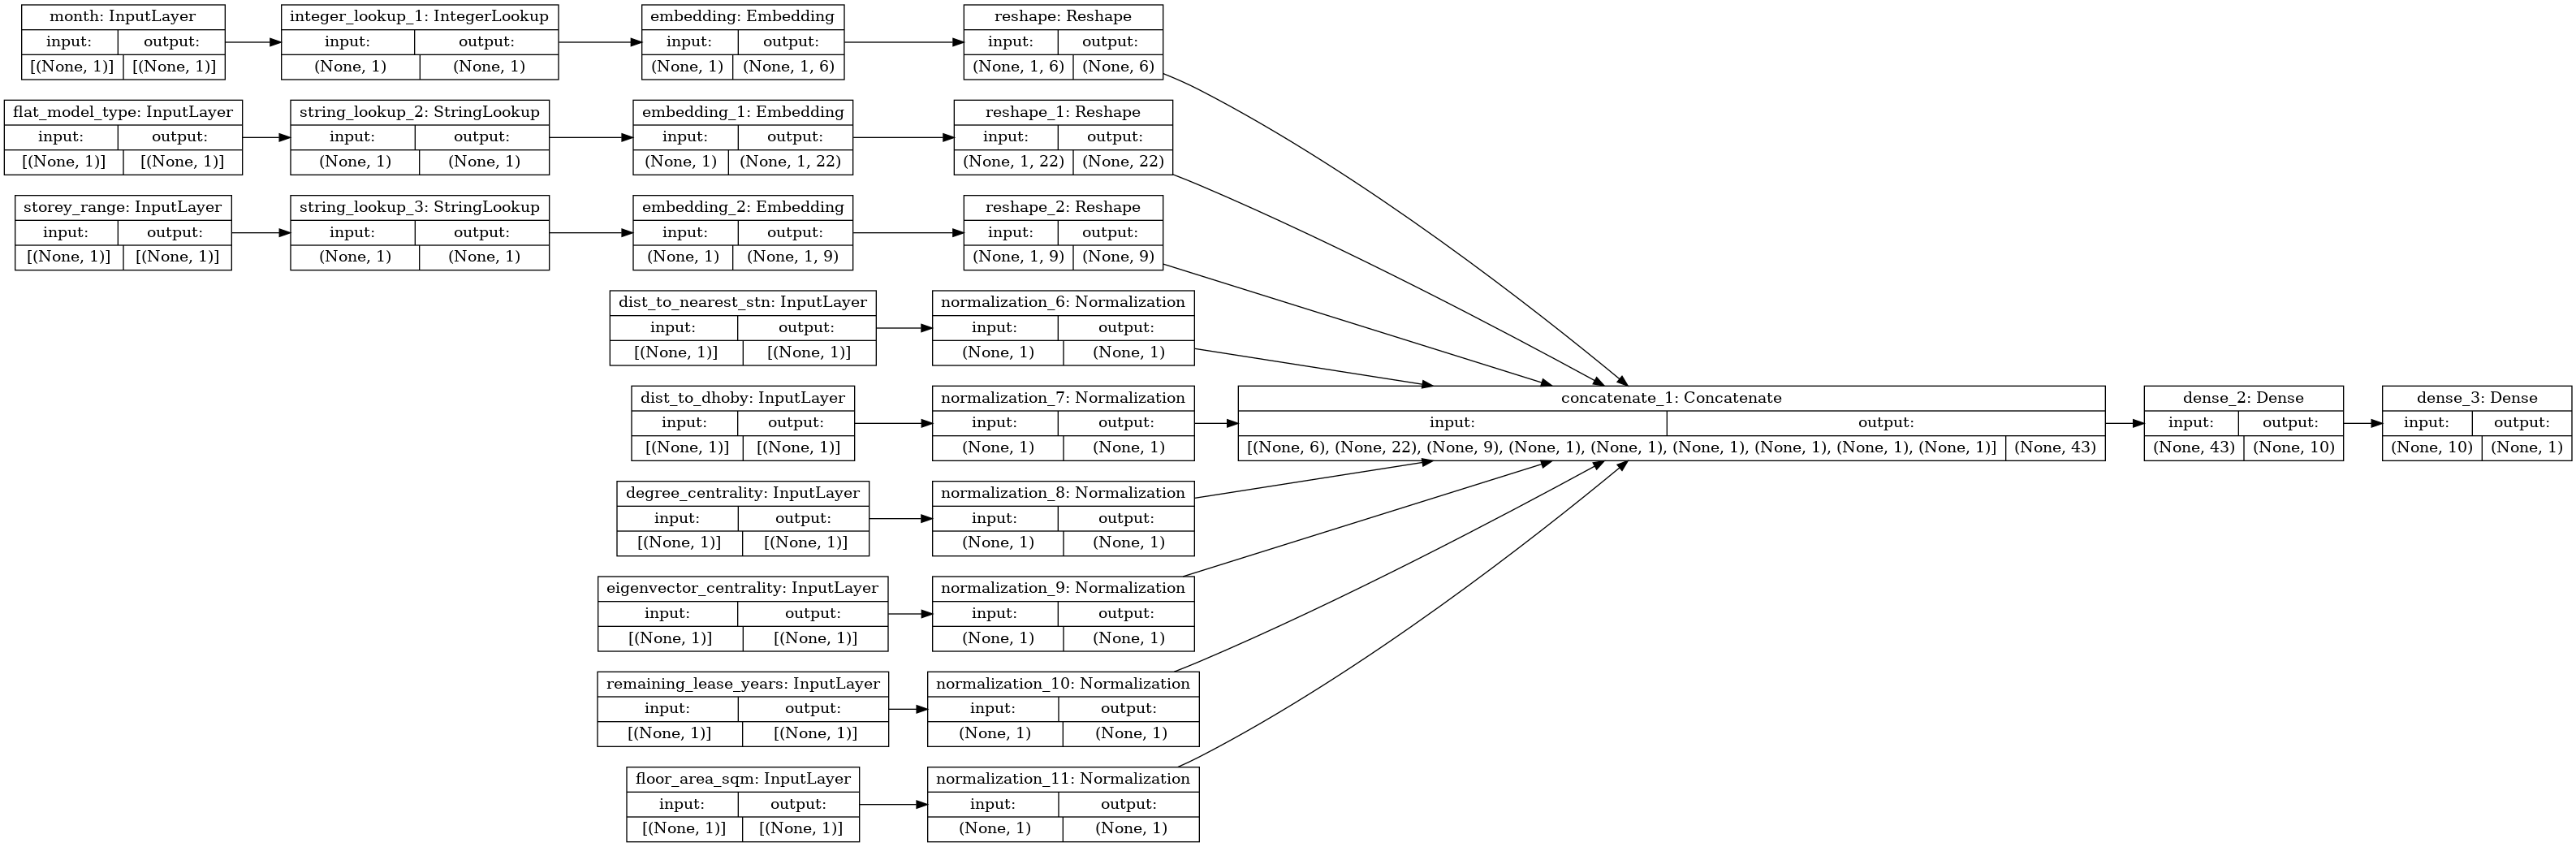 month: InputLayer
input: output:
[(None, 1)] [(None, 1)]
integer_lookup_1: IntegerLookup
input: output:
(None, 1) (None, 1)
embedding: Embedding
input: output:
(None, 1) (None, 1, 6)
reshape: Reshape
input: output:
(None, 1, 6) (None, 6)
flat_model_type: InputLayer
input: output:
[(None, 1)] [(None, 1)]
string_lookup_2: StringLookup
input: output:
(None, 1) (None, 1)
embedding_1: Embedding
input: output:
(None, 1) (None, 1, 22)
reshape_1: Reshape
input: output:
(None, 1, 22) (None, 22)
storey_range: InputLayer
input: output:
[(None, 1)] [(None, 1)]
string_lookup_3: StringLookup
input: output:
(None, 1) (None, 1)
embedding_2: Embedding
input: output:
(None, 1) (None, 1, 9)
reshape_2: Reshape
input: output:
(None, 1, 9) (None, 9)
dist_to_nearest_stn: InputLayer
input: output:
[(None, 1)] [(None, 1)]
normalization_6: Normalization
input: output:
(None, 1) (None, 1)
dist_to_dhoby: InputLayer
input: output:
[(None, 1)] [(None, 1)]
normalization_7: Normalization
input: output:
(None, 1) (None, 1)
concatenate_1: Concatenate
input: output:
[(None, 6), (None, 22), (None, 9), (None, 1), (None, 1), (None, 1), (None, 1), (None, 1), (None, 1)] (None, 43)
dense_2: Dense
input: output:
(None, 43) (None, 10)
dense_3: Dense
input: output:
(None, 10) (None, 1)
degree_centrality: InputLayer
input: output:
[(None, 1)] [(None, 1)]
normalization_8: Normalization
input: output:
(None, 1) (None, 1)
eigenvector_centrality: InputLayer
input: output:
[(None, 1)] [(None, 1)]
normalization_9: Normalization
input: output:
(None, 1) (None, 1)
remaining_lease_years: InputLayer
input: output:
[(None, 1)] [(None, 1)]
normalization_10: Normalization
input: output:
(None, 1) (None, 1)
floor_area_sqm: InputLayer
input: output:
[(None, 1)] [(None, 1)]
normalization_11: Normalization
input: output:
(None, 1) (None, 1)